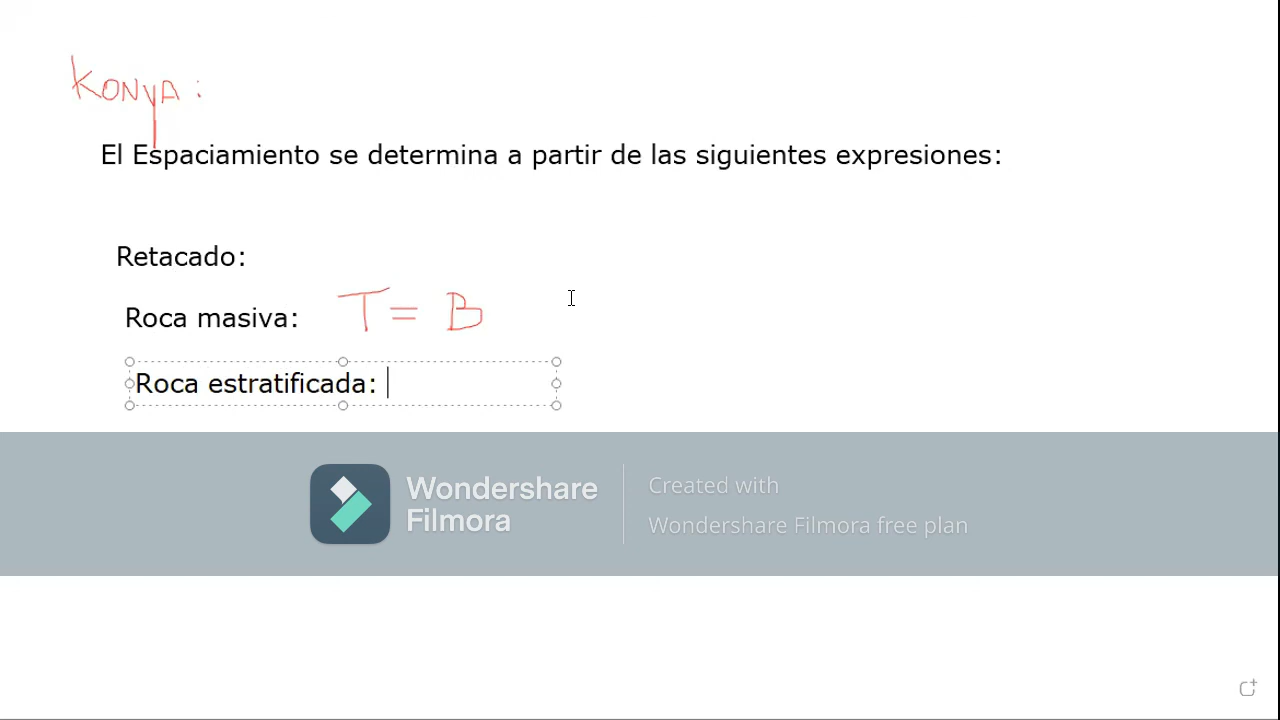 KONYA:
El Espaciamiento se determina a partir de las siguientes expresiones:
Retacado:
Roca masiva: T = B
Roca estratificada:
Wondershare
Filmora
Created with
Wondershare Filmora free plan